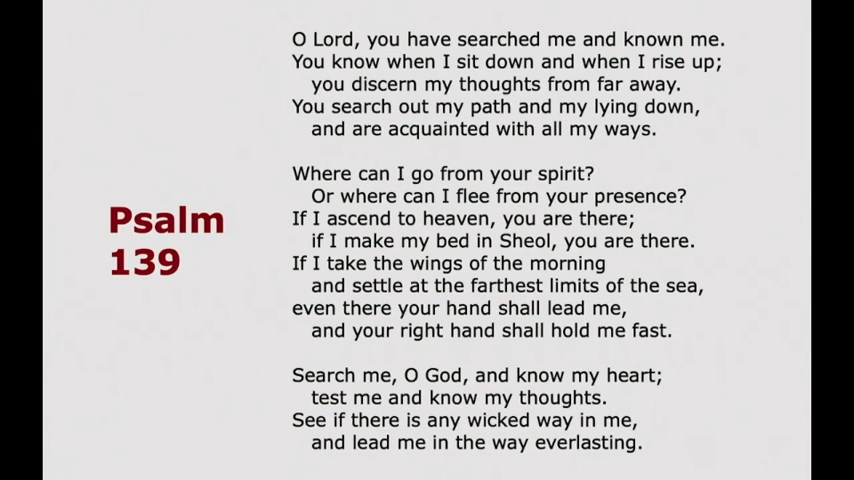 Psalm
139
O Lord, you have searched me and known me.
You know when I sit down and when I rise up;
you discern my thoughts from far away.
You search out my path and my lying down,
and are acquainted with all my ways.
Where can I go from your spirit?
Or where can I flee from your presence?
If I ascend to heaven, you are there;
if I make my bed in Sheol, you are there.
If I take the wings of the morning
and settle at the farthest limits of the sea,
even there your hand shall lead me,
and your right hand shall hold me fast.
Search me, O God, and know my heart;
test me and know my thoughts.
See if there is any wicked way in me,
and lead me in the way everlasting.